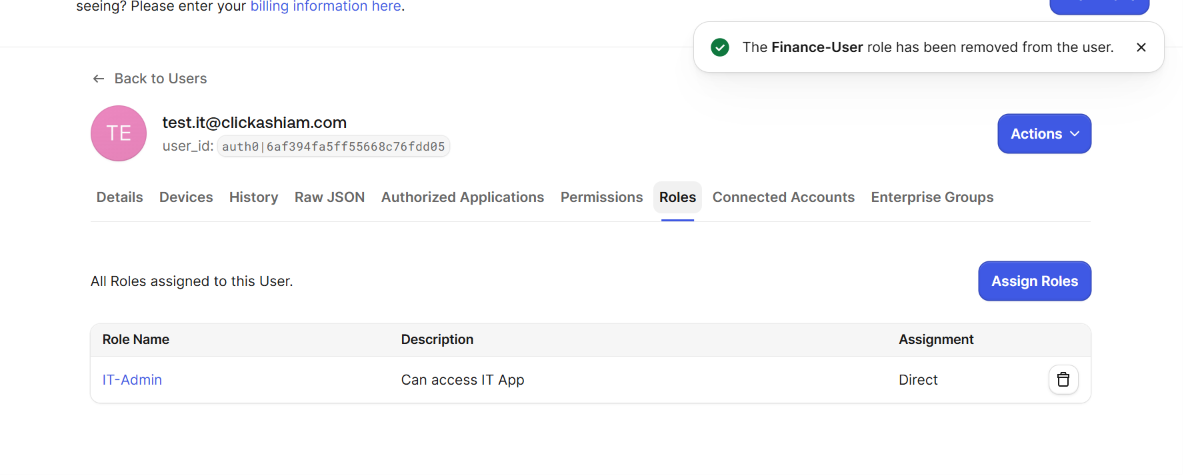 seeing? Please enter your billing information here.
The Finance-User role has been removed from the user.
Back to Users
TE
test.it@clickashiam.com
user_id: auth0|6af394fa5ff55668c76fdd05
Actions
Details Devices History Raw JSON Authorized Applications Permissions Roles Connected Accounts Enterprise Groups
All Roles assigned to this User.
Assign Roles
Role Name Description Assignment
IT-Admin Can access IT App Direct